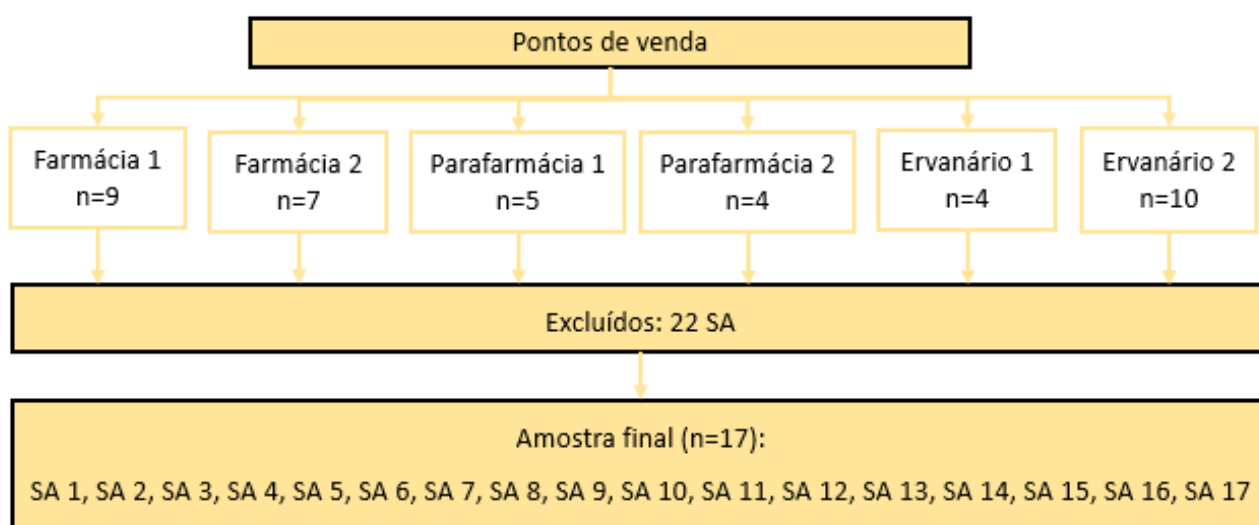 Pontos de venda
Farmácia 1
n=9
Farmácia 2
n=7
Parafarmácia 1
n=5
Parafarmácia 2
n=4
Ervanário 1
n=4
Ervanário 2
n=10
Excluídos: 22 SA
Amostra final (n=17):
SA 1, SA 2, SA 3, SA 4, SA 5, SA 6, SA 7, SA 8, SA 9, SA 10, SA 11, SA 12, SA 13, SA 14, SA 15, SA 16, SA 17